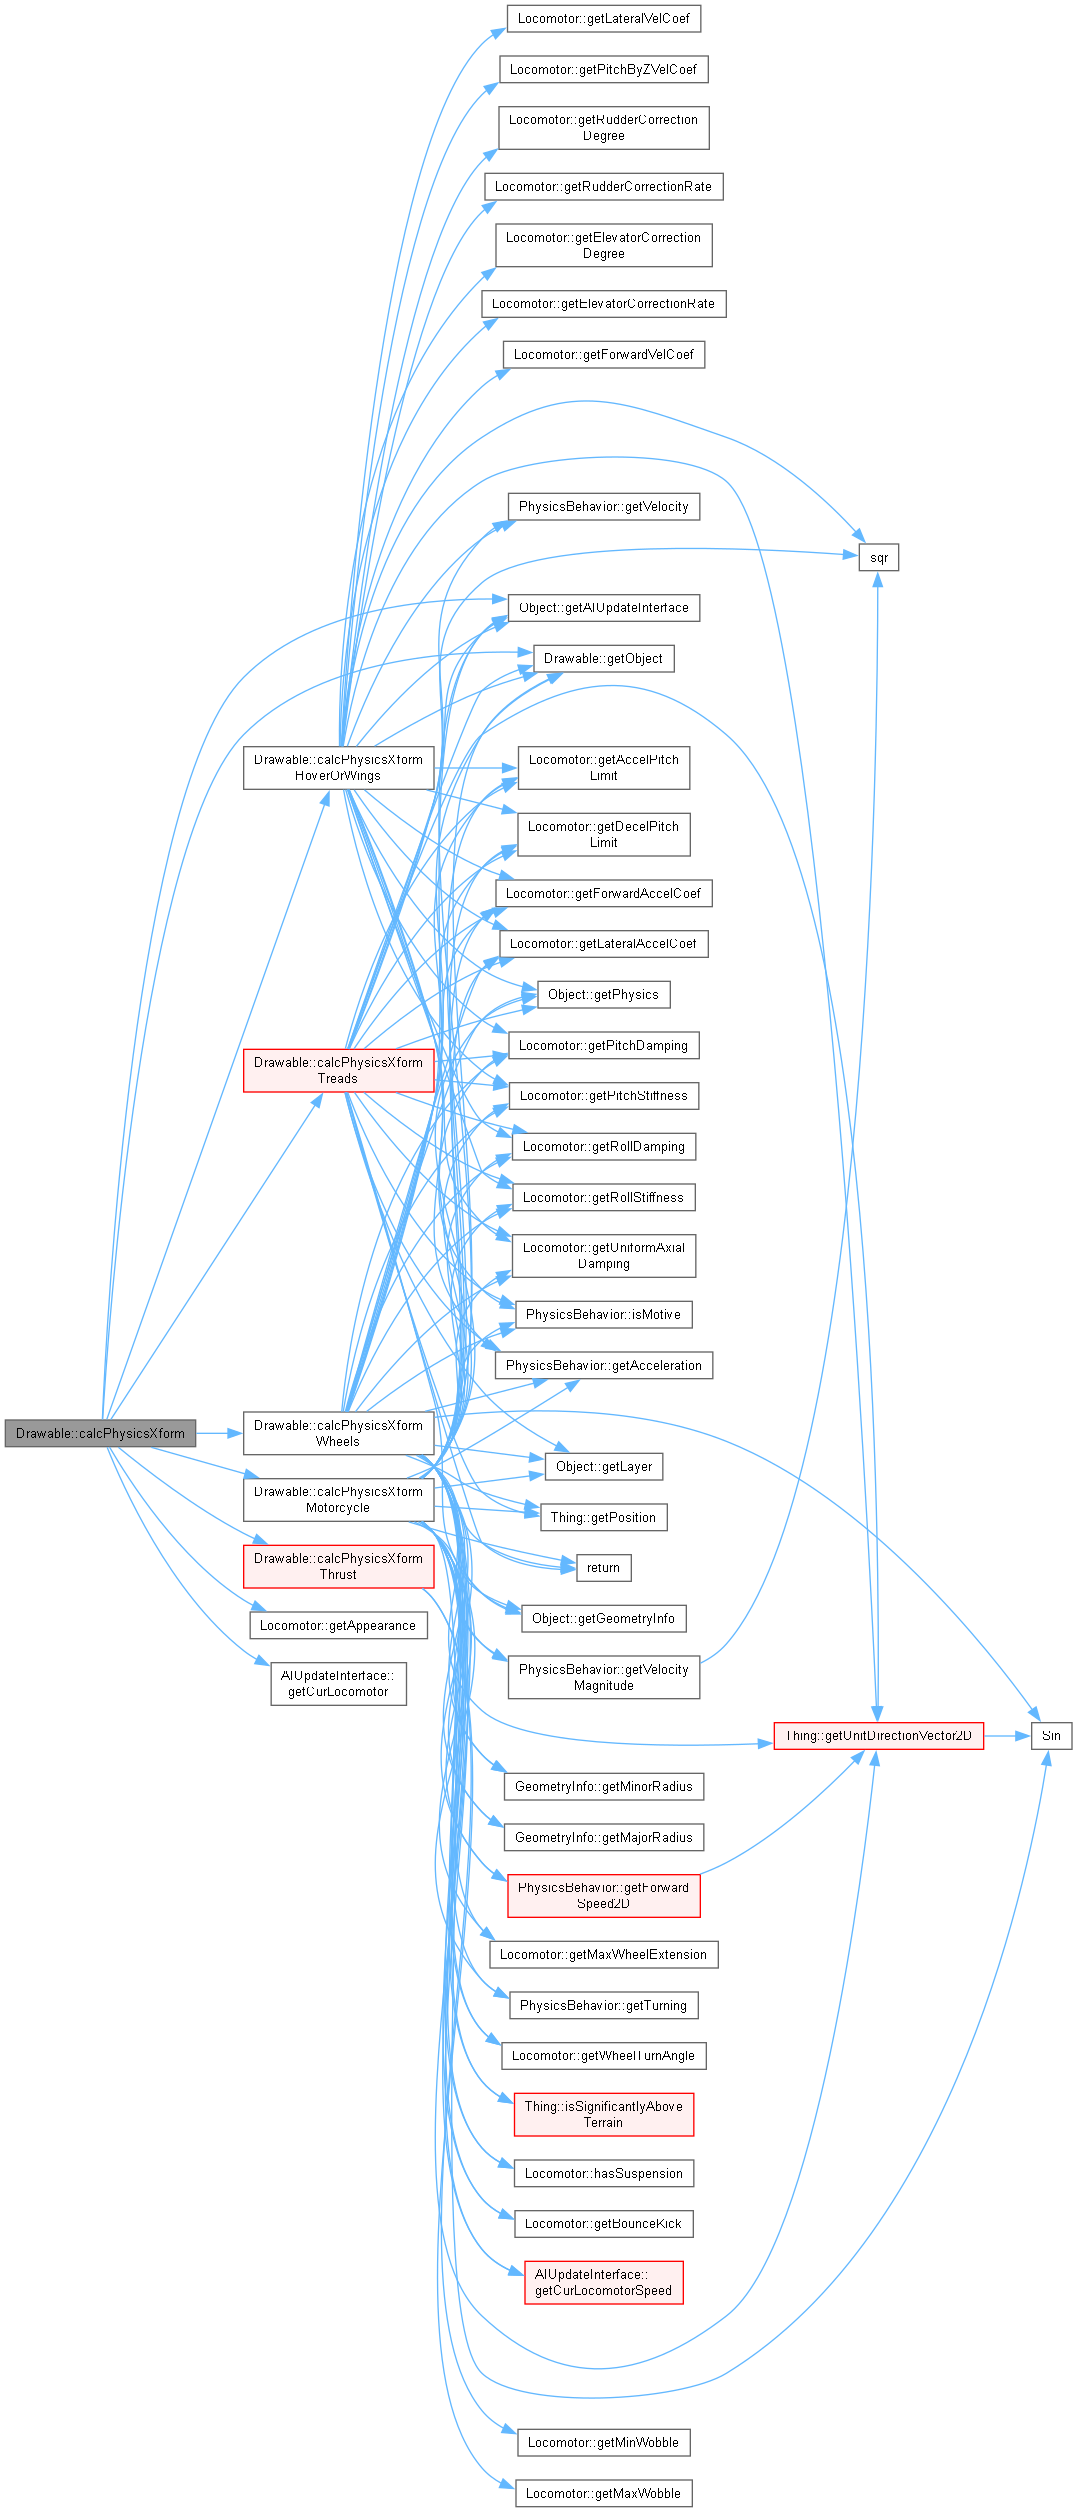 Locomotor::getLateralVelCoef
Locomotor::getPitchByZVelCoef
Locomotor::getRudderCorrection
Degree
Locomotor::getRudderCorrectionRate
Locomotor::getElevatorCorrection
Degree
Locomotor::getElevatorCorrectionRate
Locomotor::getForwardVelCoef
PhysicsBehavior::getVelocity
sqr
Object::getAIUpdateInterface
Drawable::getObject
Drawable::calcPhysicsXform
HoverOrWings
Locomotor::getAccelPitch
Limit
Locomotor::getDecelPitch
Limit
Locomotor::getForwardAccelCoef
Locomotor::getLateralAccelCoef
Object::getPhysics
Locomotor::getPitchDamping
Drawable::calcPhysicsXform
Treads
Locomotor::getPitchStiffness
Locomotor::getRollDamping
Locomotor::getRollStiffness
Locomotor::getUniformAxial
Damping
PhysicsBehavior::isMotive
PhysicsBehavior::getAcceleration
Drawable::calcPhysicsXform
Drawable::calcPhysicsXform
Wheels
Object::getLayer
Drawable::calcPhysicsXform
Motorcycle
Thing::getPosition
Drawable::calcPhysicsXform
Thrust
return
Locomotor::getAppearance
Object::getGeometryInfo
AIUpdateInterface::
getCurLocomotor
PhysicsBehavior::getVelocity
Magnitude
Thing::getUnitDirectionVector2D
Sin
GeometryInfo::getMinorRadius
GeometryInfo::getMajorRadius
PhysicsBehavior::getForward
Speed2D
Locomotor::getMaxWheelExtension
PhysicsBehavior::getTurning
Locomotor::getWheelTurnAngle
Thing::isSignificantlyAbove
Terrain
Locomotor::hasSuspension
Locomotor::getBounceKick
AIUpdateInterface::
getCurLocomotorSpeed
Locomotor::getMinWobble
Locomotor::getMaxWobble